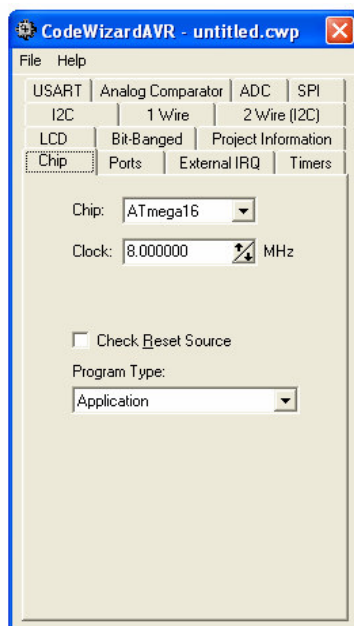 CodeWizardAVR - untitled.cwp
File Help
USART Analog Comparator ADC SPI
I2C 1 Wire 2 Wire (I2C)
LCD Bit-Banged Project Information
Chip Ports External IRQ Timers
Chip: ATmega16
Clock: 8.000000 MHz
Check Reset Source
Program Type:
Application